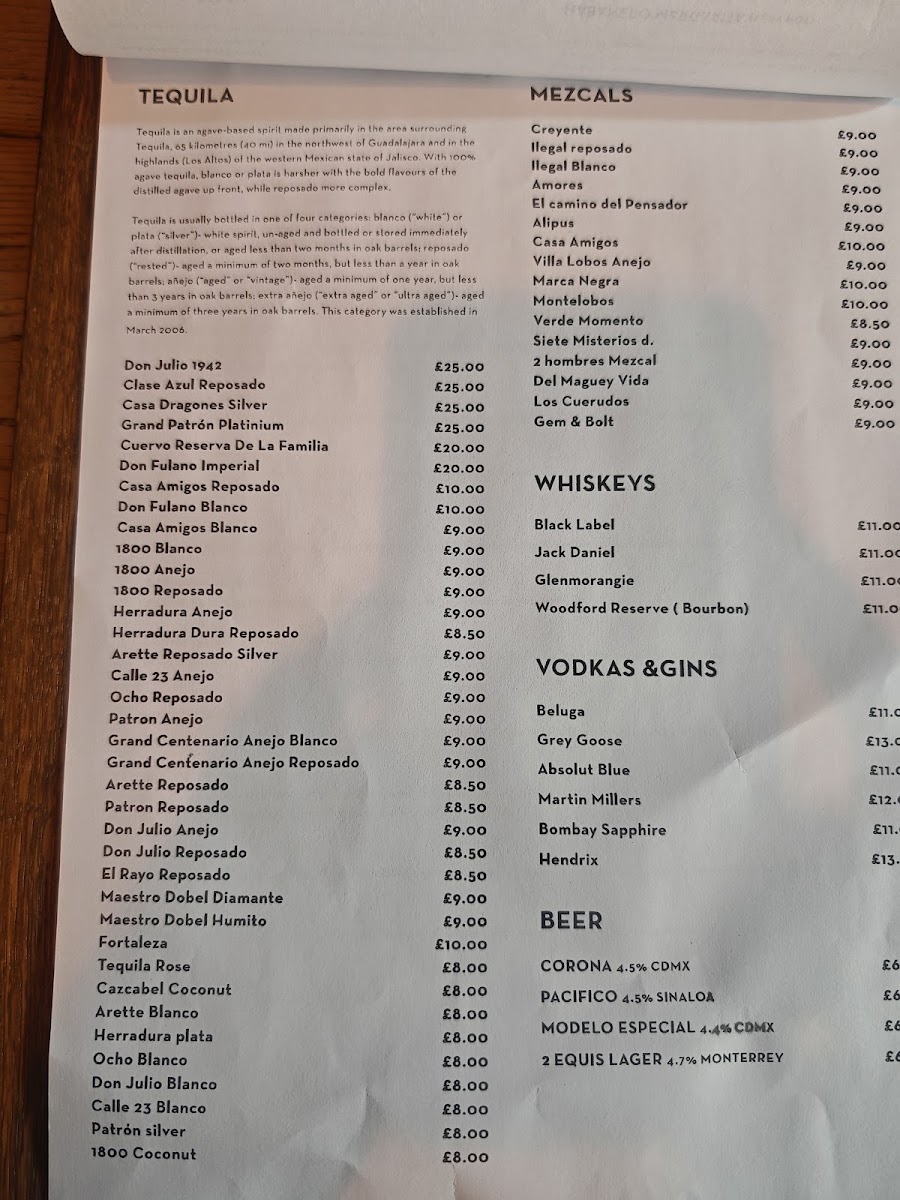 TEQUILA
Tequila is an agave-based spirit made primarily in the area surrounding
Tequila, 65 kilometres (40 mi) in the northwest of Guadalajara and in the
highlands (Los Altos) of the western Mexican state of Jalisco. With 100%
agave tequila, blanco or plata is harsher with the bold flavours of the
distilled agave up front, while reposado more complex.
Tequila is usually bottled in one of four categories: blanco ("white") or
plata ("silver")- white spirit, un-aged and bottled or stored immediately
after distillation, or aged less than two months in oak barrels; reposado
("rested")- aged a minimum of two months, but less than a year in oak
barrels; añejo ("aged" or "vintage")- aged a minimum of one year, but less
than 3 years in oak barrels; extra añejo ("extra aged" or "ultra aged")- aged
a minimum of three years in oak barrels. This category was established in
March 2006.
Don Julio 1942 £25.00
Clase Azul Reposado £25.00
Casa Dragones Silver £25.00
Grand Patrón Platinium £25.00
Cuervo Reserva De La Familia £20.00
Don Fulano Imperial £20.00
Casa Amigos Reposado £10.00
Don Fulano Blanco £10.00
Casa Amigos Blanco £9.00
1800 Blanco £9.00
1800 Anejo £9.00
1800 Reposado £9.00
Herradura Anejo £9.00
Herradura Dura Reposado £8.50
Arette Reposado Silver £9.00
Calle 23 Anejo £9.00
Ocho Reposado £9.00
Patron Anejo £9.00
Grand Centenario Anejo Blanco £9.00
Grand Centenario Anejo Reposado £9.00
Arette Reposado £8.50
Patron Reposado £8.50
Don Julio Anejo £9.00
Don Julio Reposado £8.50
El Rayo Reposado £8.50
Maestro Dobel Diamante £9.00
Maestro Dobel Humito £9.00
Fortaleza £10.00
Tequila Rose £8.00
Cazcabel Coconut £8.00
Arette Blanco £8.00
Herradura plata £8.00
Ocho Blanco £8.00
Don Julio Blanco £8.00
Calle 23 Blanco £8.00
Patrón silver £8.00
1800 Coconut £8.00
MEZCALS
Creyente £9.00
Ilegal reposado £9.00
Ilegal Blanco £9.00
Amores £9.00
El camino del Pensador £9.00
Alipus £9.00
Casa Amigos £10.00
Villa Lobos Anejo £9.00
Marca Negra £10.00
Montelobos £10.00
Verde Momento £8.50
Siete Misterios d. £9.00
2 hombres Mezcal £9.00
Del Maguey Vida £9.00
Los Cuerudos £9.00
Gem & Bolt £9.00
WHISKEYS
Black Label £11.00
Jack Daniel £11.00
Glenmorangie £11.0
Woodford Reserve ( Bourbon) £11.0
VODKAS &GINS
Beluga £11.0
Grey Goose £13.0
Absolut Blue £11.0
Martin Millers £12.
Bombay Sapphire £11.
Hendrix £13.
BEER
CORONA 4.5% CDMX £6
PACIFICO 4.5% SINALOA £6
MODELO ESPECIAL 4.4% CDMX £6
2 EQUIS LAGER 4.7% MONTERREY £6